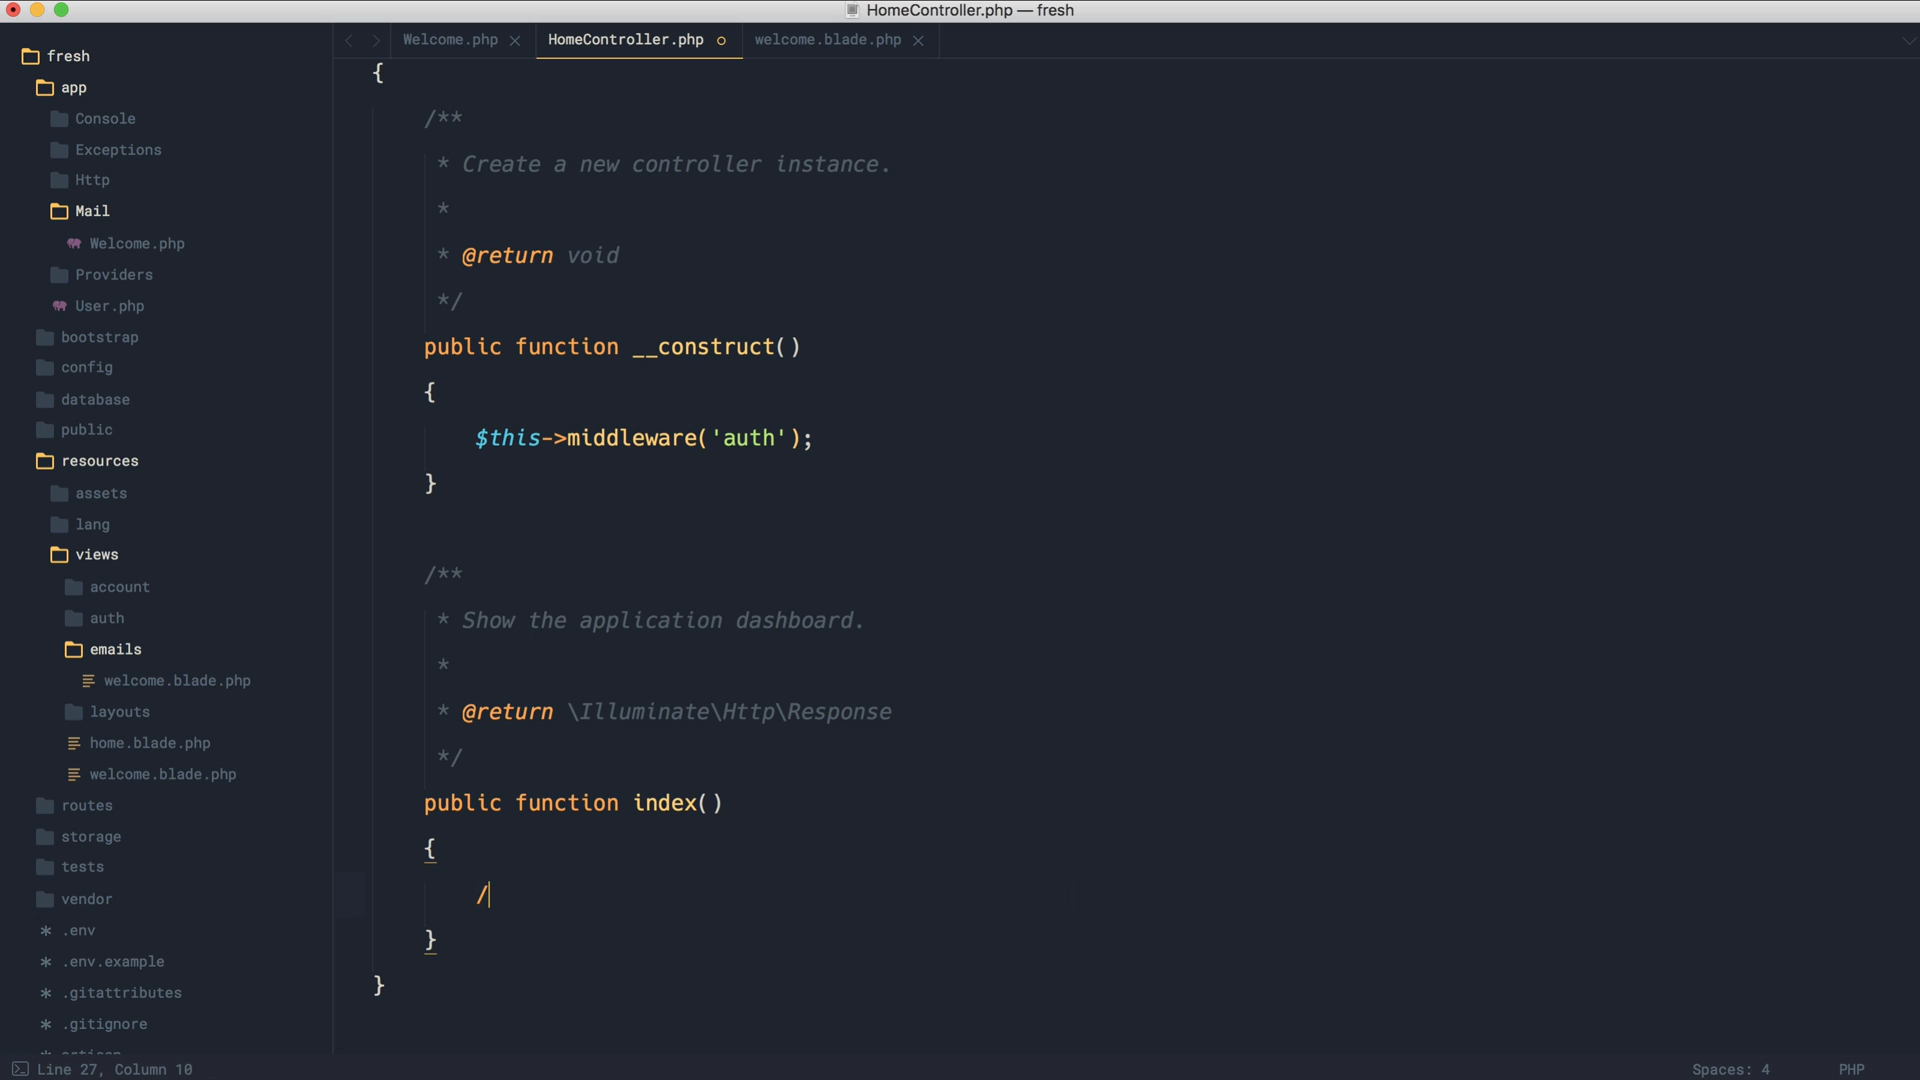 HomeController.php — fresh
fresh
app
Console
Exceptions
Http
Mail
Welcome.php
Providers
User.php
bootstrap
config
database
public
resources
assets
lang
views
account
auth
emails
welcome.blade.php
layouts
home.blade.php
welcome.blade.php
routes
storage
tests
vendor
* .env
* .env.example
* .gitattributes
* .gitignore
Welcome.php
HomeController.php
welcome.blade.php
{
/**
* Create a new controller instance.
*
* @return void
*/
public function __construct()
{
$this->middleware('auth');
}
/**
* Show the application dashboard.
*
* @return \Illuminate\Http\Response
*/
public function index()
{
/
}
}
Line 27, Column 10
Spaces: 4
PHP